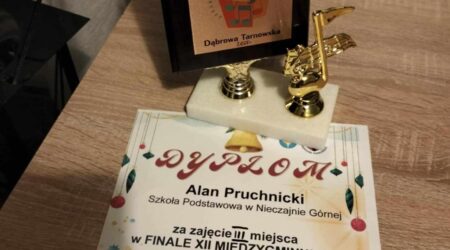 Dąbrowa Tarnowska
DYPLOM
Alan Pruchnicki
Szkoła Podstawowa w Nieczajnie Górnej
za zajęcie III miejsca
w FINALE XII